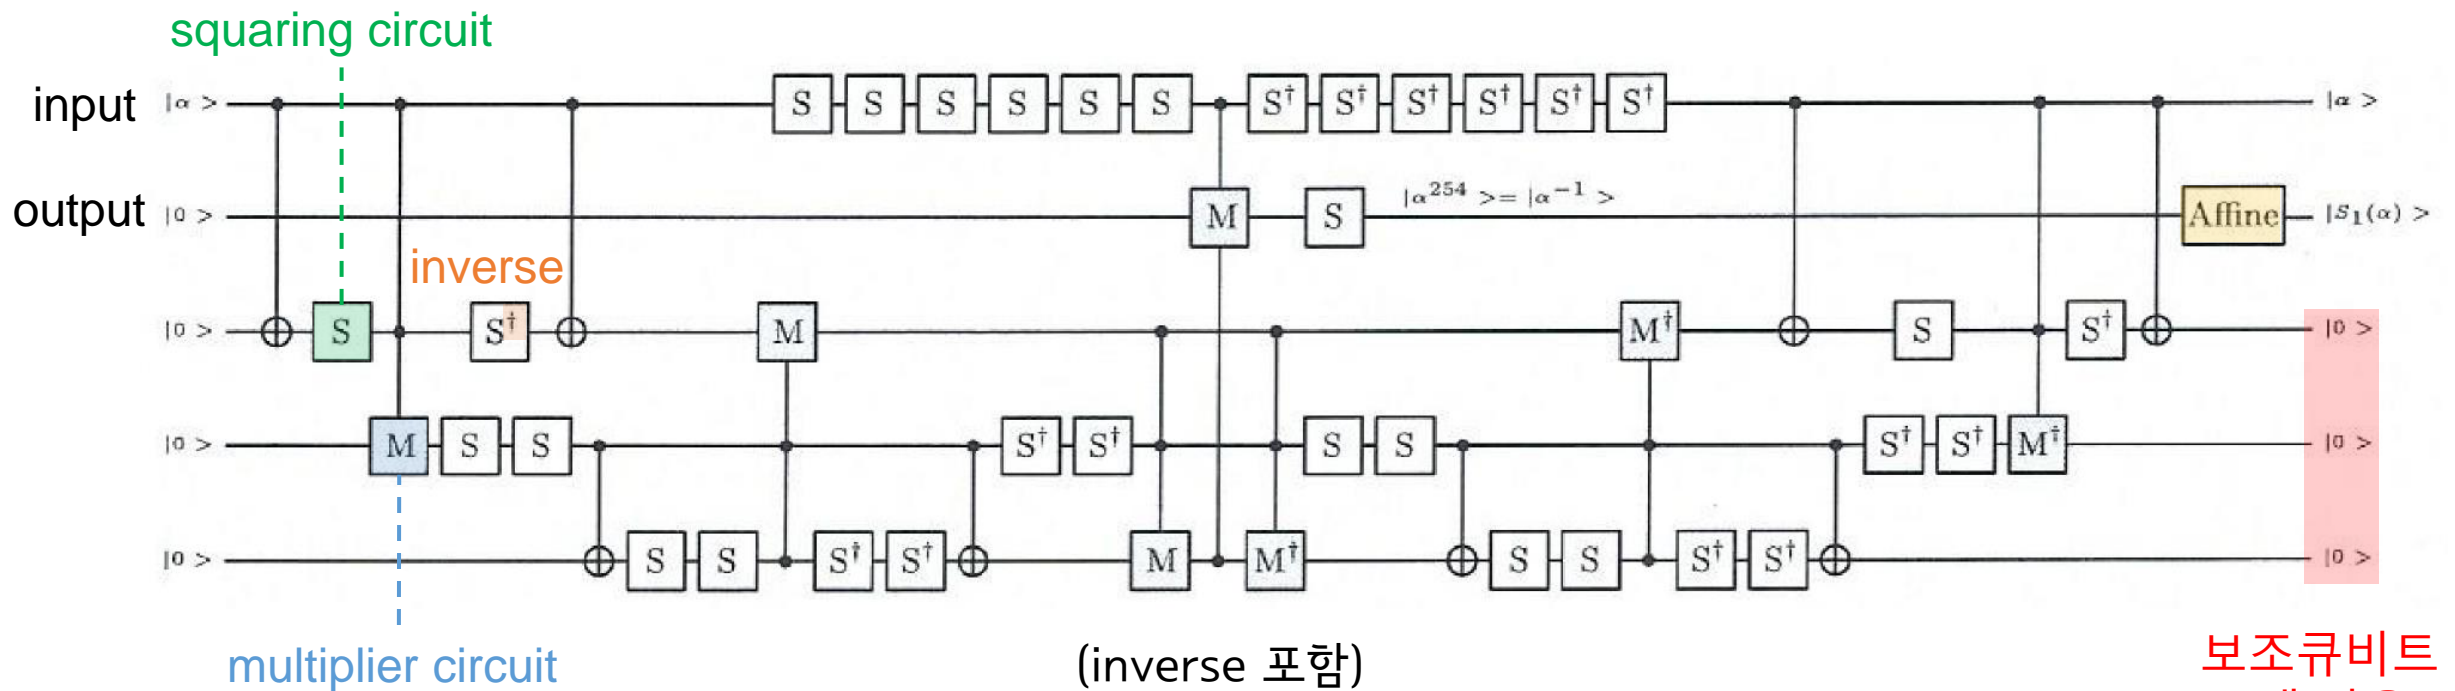 squaring circuit
input |α > S S S S S S S† S† S† S† S† S† |α >
output |0 > M S |α²⁵⁴ >= |α⁻¹ > Affine |S₁(α) >
inverse
|0 > S S† M M† S S† |0 >
|0 > M S S S† S† S S S† S† M† |0 >
|0 > S S S† S† M M† S S S† S† |0 >
multiplier circuit
(inverse 포함)
보조큐비트